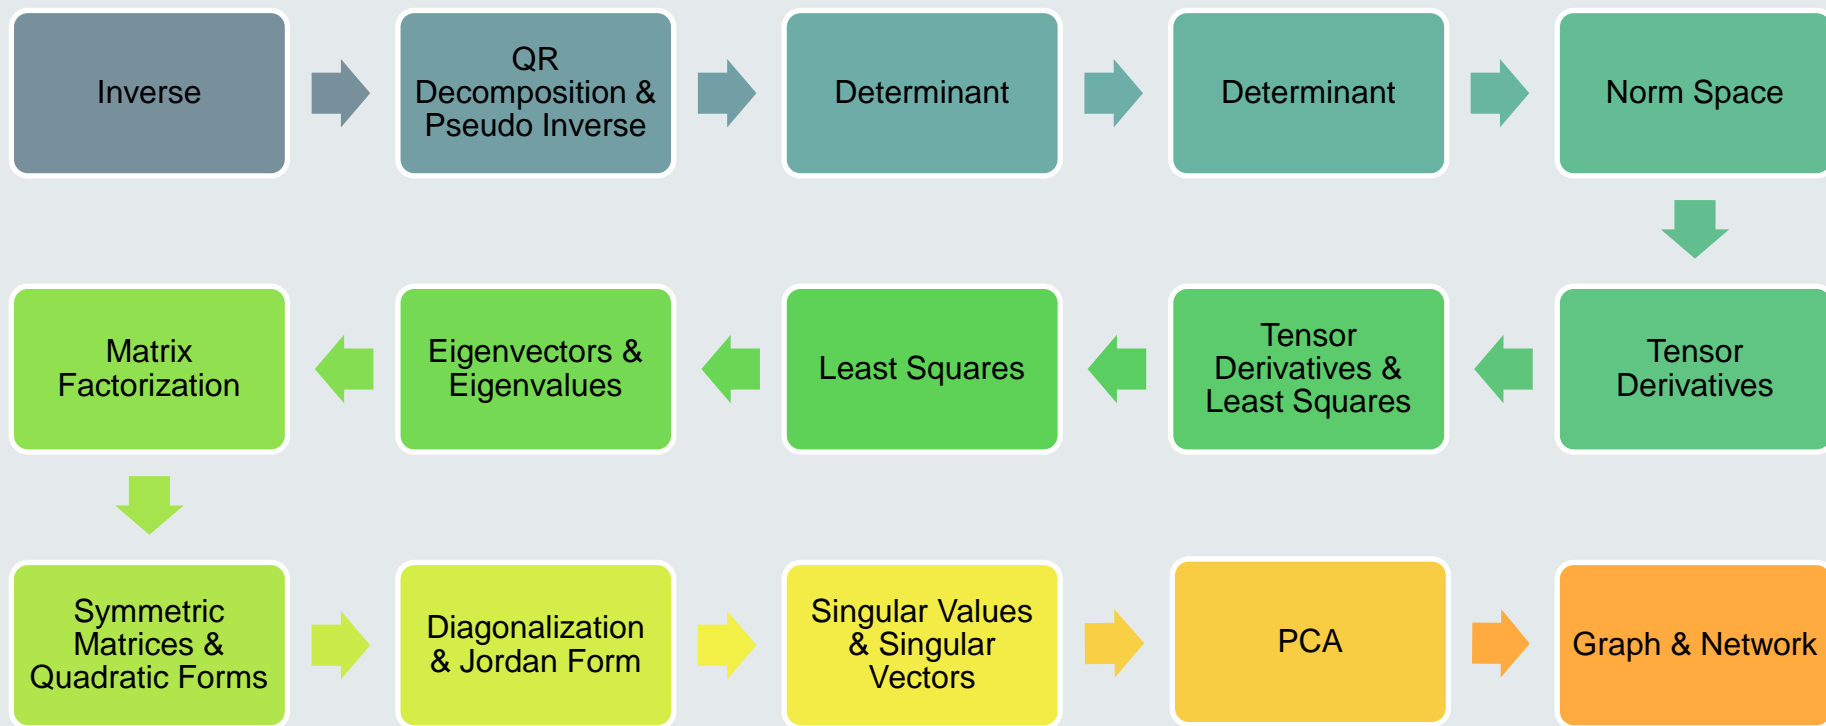 Inverse
QR
Decomposition &
Pseudo Inverse
Determinant
Determinant
Norm Space
Tensor
Derivatives
Tensor
Derivatives &
Least Squares
Least Squares
Eigenvectors &
Eigenvalues
Matrix
Factorization
Symmetric
Matrices &
Quadratic Forms
Diagonalization
& Jordan Form
Singular Values
& Singular
Vectors
PCA
Graph & Network